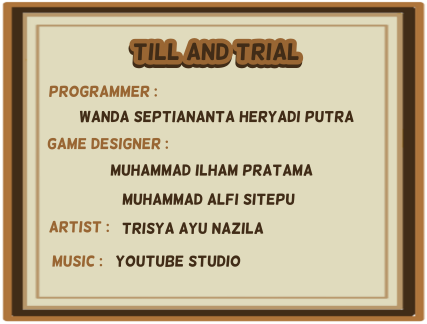 TILL AND TRIAL
PROGRAMMER :
WANDA SEPTIANANTA HERYADI PUTRA
GAME DESIGNER :
MUHAMMAD ILHAM PRATAMA
MUHAMMAD ALFI SITEPU
ARTIST : TRISYA AYU NAZILA
MUSIC : YOUTUBE STUDIO